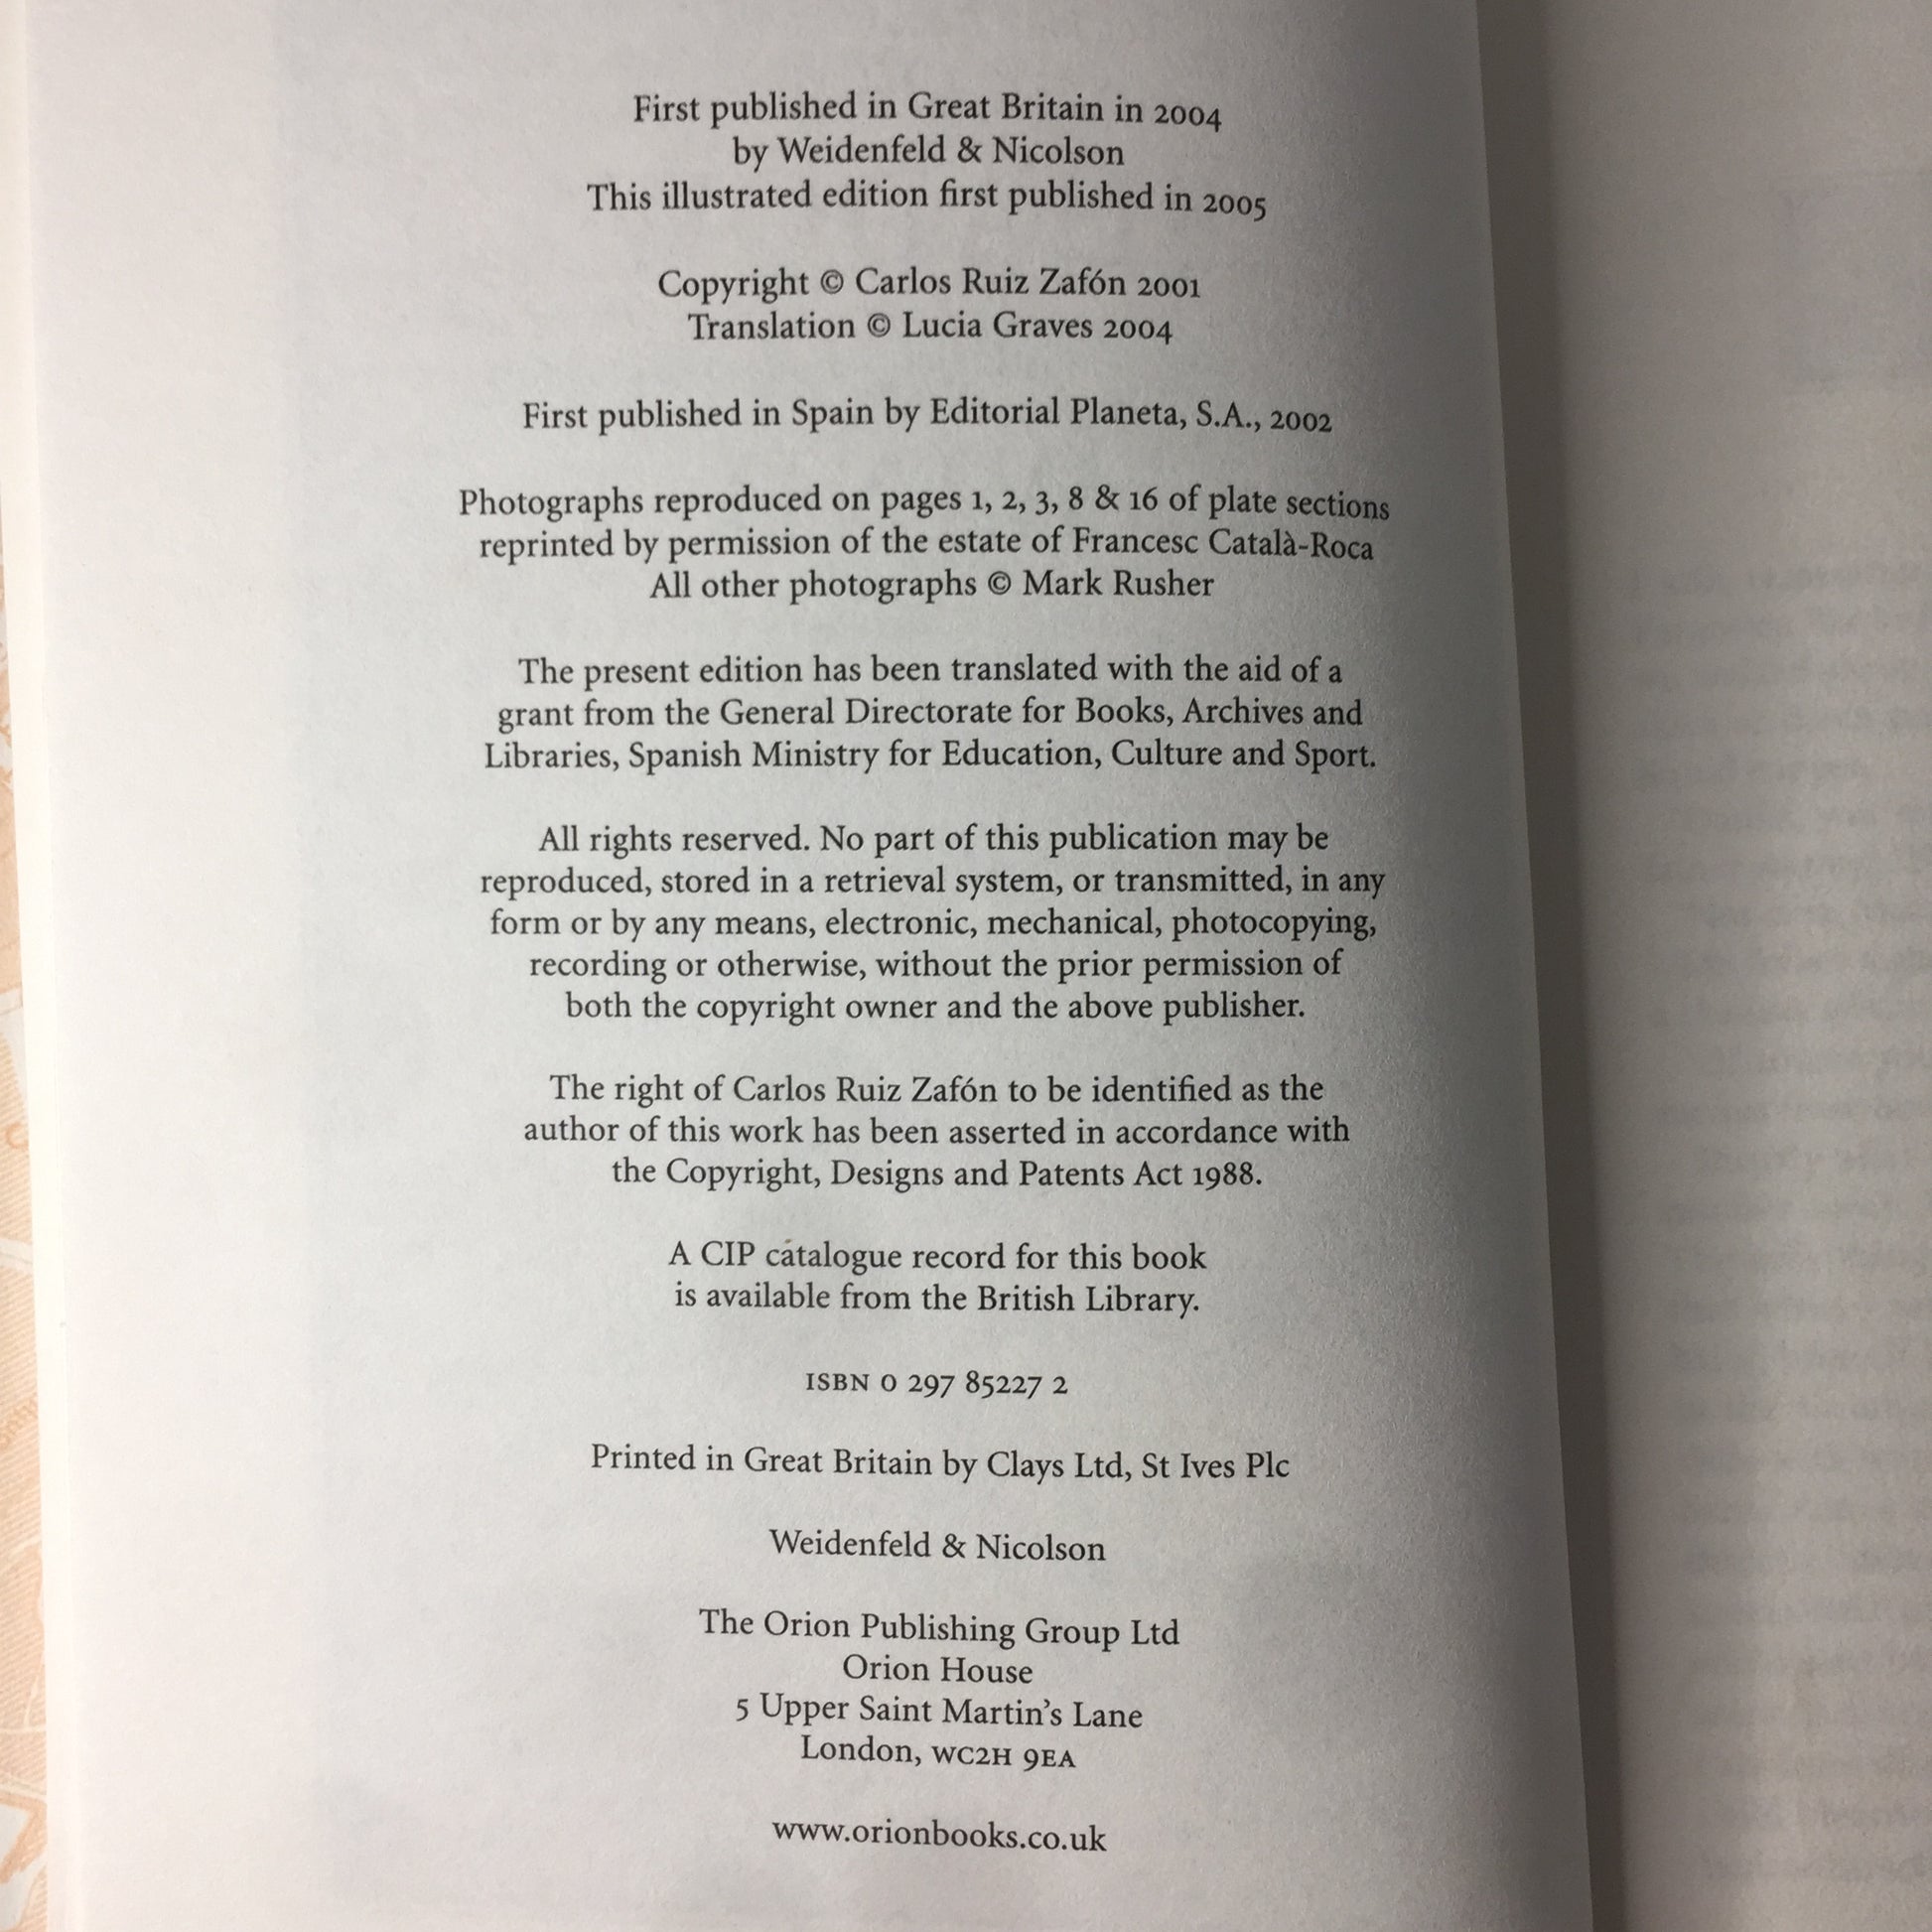 First published in Great Britain in 2004
by Weidenfeld & Nicolson
This illustrated edition first published in 2005
Copyright © Carlos Ruiz Zafón 2001
Translation © Lucia Graves 2004
First published in Spain by Editorial Planeta, S.A., 2002
Photographs reproduced on pages 1, 2, 3, 8 & 16 of plate sections
reprinted by permission of the estate of Francesc Català-Roca
All other photographs © Mark Rusher
The present edition has been translated with the aid of a
grant from the General Directorate for Books, Archives and
Libraries, Spanish Ministry for Education, Culture and Sport.
All rights reserved. No part of this publication may be
reproduced, stored in a retrieval system, or transmitted, in any
form or by any means, electronic, mechanical, photocopying,
recording or otherwise, without the prior permission of
both the copyright owner and the above publisher.
The right of Carlos Ruiz Zafón to be identified as the
author of this work has been asserted in accordance with
the Copyright, Designs and Patents Act 1988.
A CIP catalogue record for this book
is available from the British Library.
ISBN 0 297 85227 2
Printed in Great Britain by Clays Ltd, St Ives Plc
Weidenfeld & Nicolson
The Orion Publishing Group Ltd
Orion House
5 Upper Saint Martin's Lane
London, WC2H 9EA
www.orionbooks.co.uk